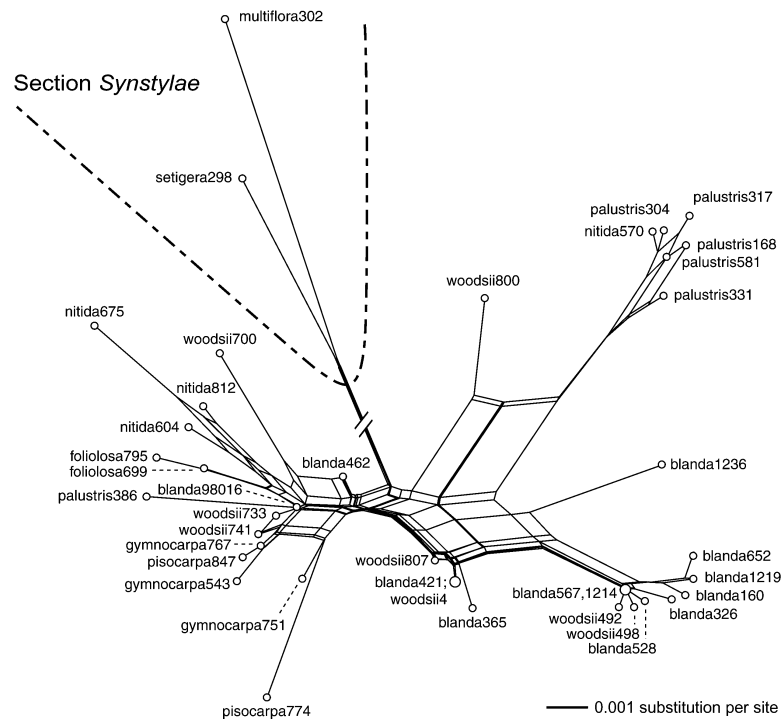 multiflora302
Section Synstylae
setigera298
palustris317
palustris304
nitida570
palustris168
palustris581
palustris331
woodsii800
nitida675
woodsii700
nitida812
nitida604
foliolosa795
foliolosa699
blanda462
blanda1236
palustris386
blanda98016
woodsii733
woodsii741
gymnocarpa767
pisocarpa847
gymnocarpa543
woodsii807
blanda421;
woodsii4
blanda365
blanda652
blanda1219
blanda567,1214
blanda160
blanda326
woodsii492
woodsii498
blanda528
gymnocarpa751
pisocarpa774
0.001 substitution per site